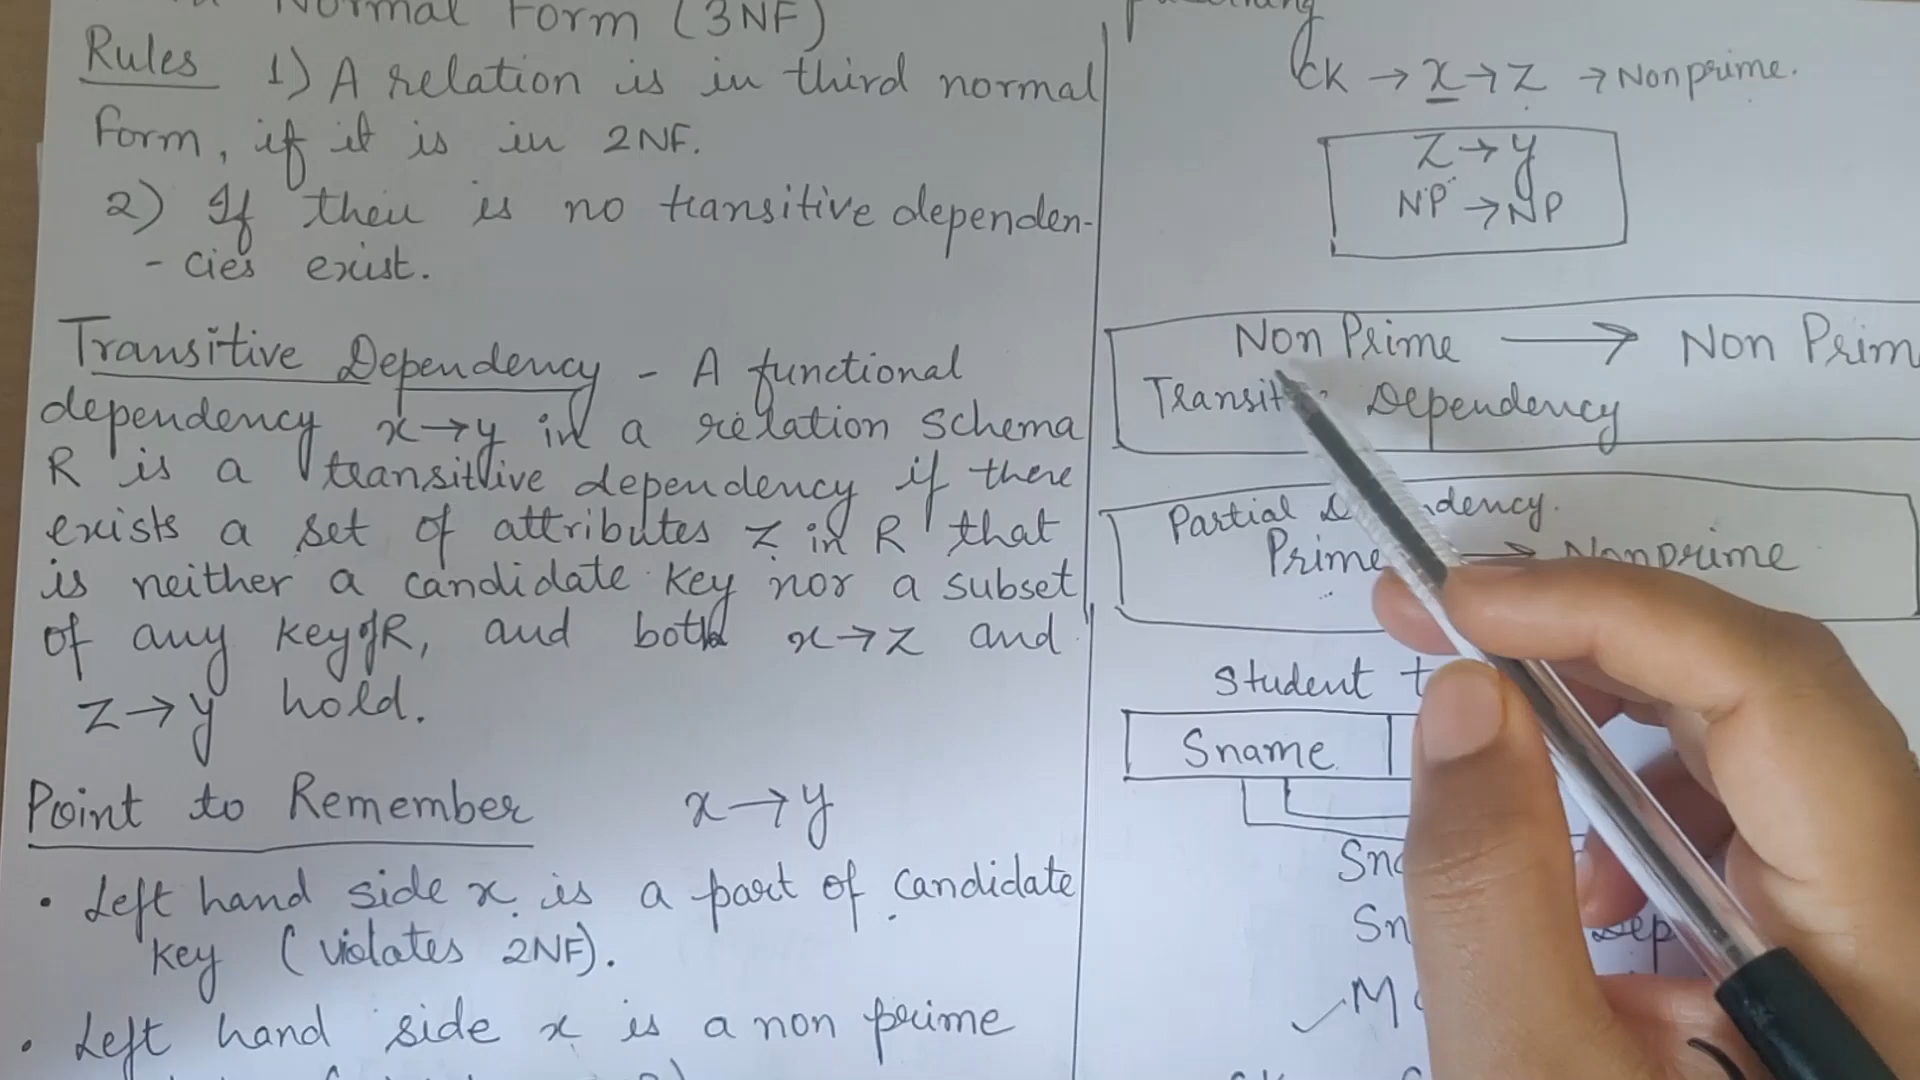 Normal Form (3NF)
Rules 1) A relation is in third normal
Form, if it is in 2NF.
2) If their is no transitive dependen-
- cies exist.
Transitive Dependency - A functional
dependency x→y in a relation schema
R is a transitive dependency if there
exists a set of attributes z in R that
is neither a candidate key nor a subset
of any key of R, and both x→z and
z→y hold.
Point to Remember x→y
• Left hand side x is a part of candidate
key (violates 2NF).
• Left hand side x is a non prime
CK → x→z → Nonprime.
Z→y
NP → NP
Non Prime → Non Prim
Dependency
Partial
Prime → Nonprime
Student
Sname